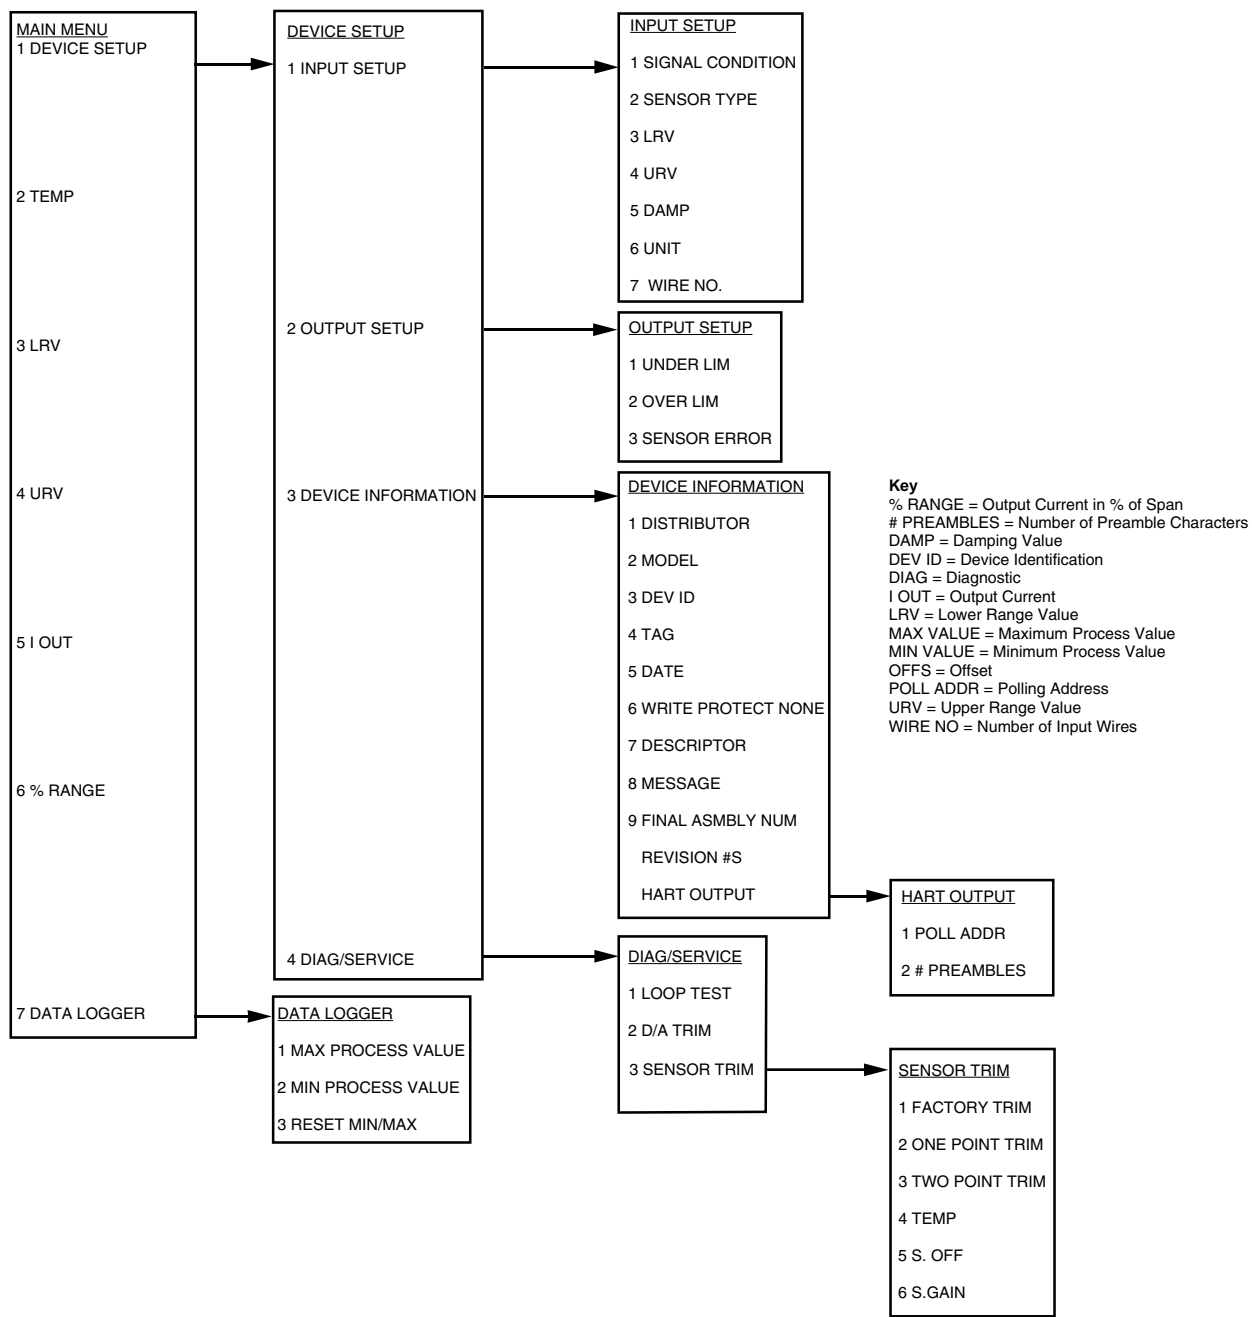 MAIN MENU
1 DEVICE SETUP
2 TEMP
3 LRV
4 URV
5 I OUT
6 % RANGE
7 DATA LOGGER
DEVICE SETUP
1 INPUT SETUP
2 OUTPUT SETUP
3 DEVICE INFORMATION
4 DIAG/SERVICE
DATA LOGGER
1 MAX PROCESS VALUE
2 MIN PROCESS VALUE
3 RESET MIN/MAX
INPUT SETUP
1 SIGNAL CONDITION
2 SENSOR TYPE
3 LRV
4 URV
5 DAMP
6 UNIT
7 WIRE NO.
OUTPUT SETUP
1 UNDER LIM
2 OVER LIM
3 SENSOR ERROR
DEVICE INFORMATION
1 DISTRIBUTOR
2 MODEL
3 DEV ID
4 TAG
5 DATE
6 WRITE PROTECT NONE
7 DESCRIPTOR
8 MESSAGE
9 FINAL ASMBLY NUM
REVISION #S
HART OUTPUT
DIAG/SERVICE
1 LOOP TEST
2 D/A TRIM
3 SENSOR TRIM
Key
% RANGE = Output Current in % of Span
# PREAMBLES = Number of Preamble Characters
DAMP = Damping Value
DEV ID = Device Identification
DIAG = Diagnostic
I OUT = Output Current
LRV = Lower Range Value
MAX VALUE = Maximum Process Value
MIN VALUE = Minimum Process Value
OFFS = Offset
POLL ADDR = Polling Address
URV = Upper Range Value
WIRE NO = Number of Input Wires
HART OUTPUT
1 POLL ADDR
2 # PREAMBLES
SENSOR TRIM
1 FACTORY TRIM
2 ONE POINT TRIM
3 TWO POINT TRIM
4 TEMP
5 S. OFF
6 S.GAIN